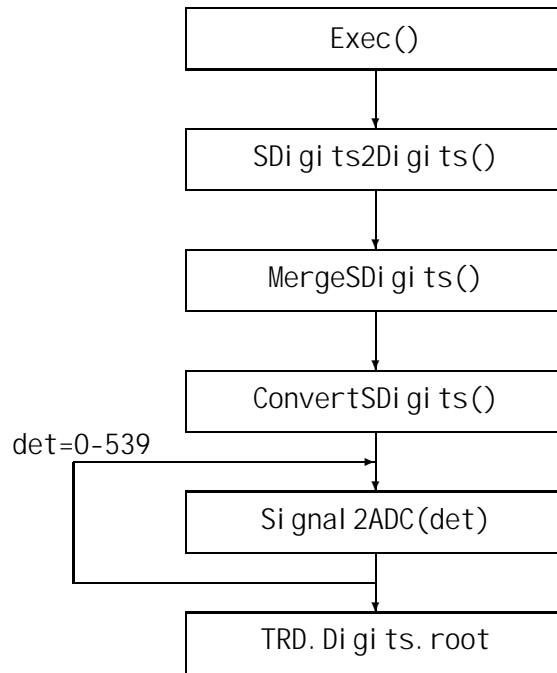 Exec()
SDigits2Digits()
MergeSDigits()
ConvertSDigits()
det=0-539
Signal2ADC(det)
TRD.Digits.root